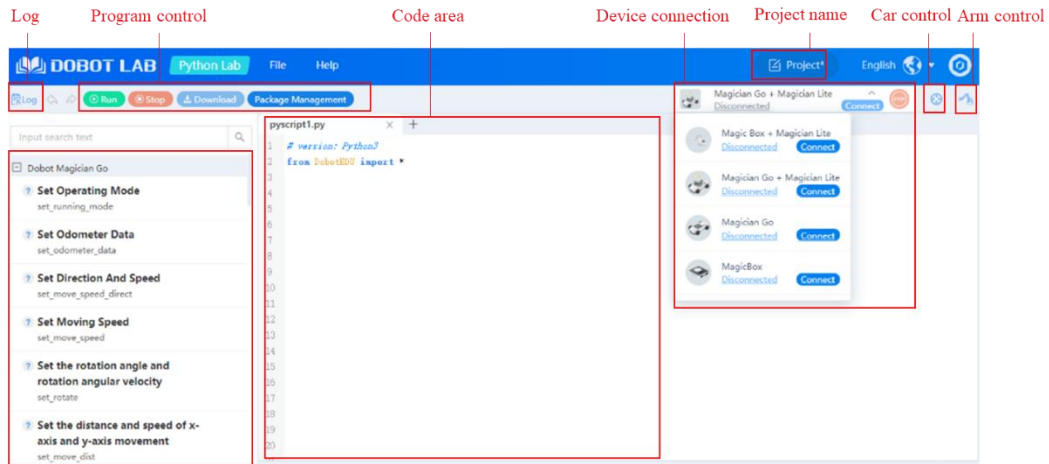 Log Program control Code area Device connection Project name Car control Arm control
DOBOT LAB Python Lab File Help Project* English
Log Run Stop Download Package Management Magician Go + Magician Lite
Disconnected Connect STOP
Input search text pyscript1.py × +
Dobot Magician Go
Set Operating Mode
set_running_mode
Set Odometer Data
set_odometer_data
Set Direction And Speed
set_move_speed_direct
Set Moving Speed
set_move_speed
Set the rotation angle and
rotation angular velocity
set_rotate
Set the distance and speed of x-
axis and y-axis movement
set_move_dist
1 # version: Python3
2 from DobotEDU import *
3
4
5
6
7
8
9
10
11
12
13
14
15
16
17
18
19
20
Magic Box + Magician Lite
Disconnected Connect
Magician Go + Magician Lite
Disconnected Connect
Magician Go
Disconnected Connect
MagicBox
Disconnected Connect